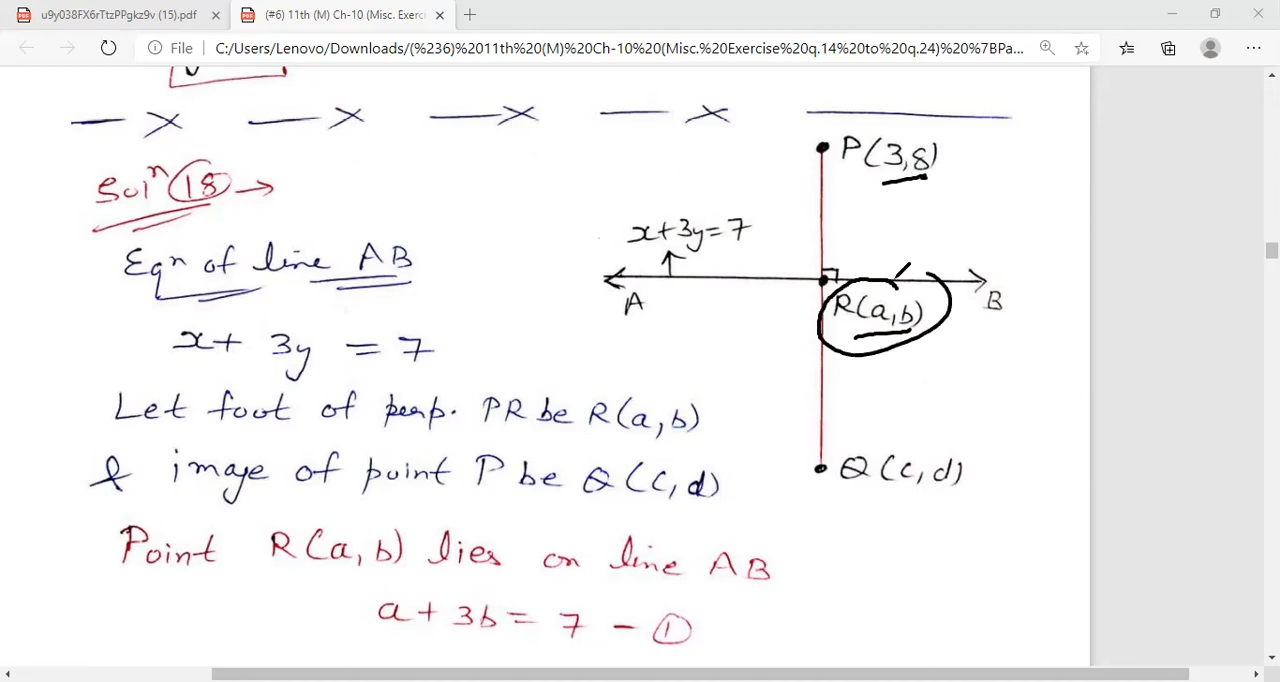 u9y038FX6rTtzPPgkz9v (15).pdf
(#6) 11th (M) Ch-10 (Misc. Exerc
File
C:/Users/Lenovo/Downloads/(%236)%2011th%20(M)%20Ch-10%20(Misc.%20Exercise%20q.14%20to%20q.24)%20%7BPa...
Solⁿ (18) →
P(3,8)
x+3y=7
Eqⁿ of line AB
A
R(a,b)
B
x+ 3y = 7
Let foot of perp. PR be R(a,b)
& image of point P be Q(c,d)
Q(c,d)
Point R(a,b) lies on line AB
a+3b = 7 - ①